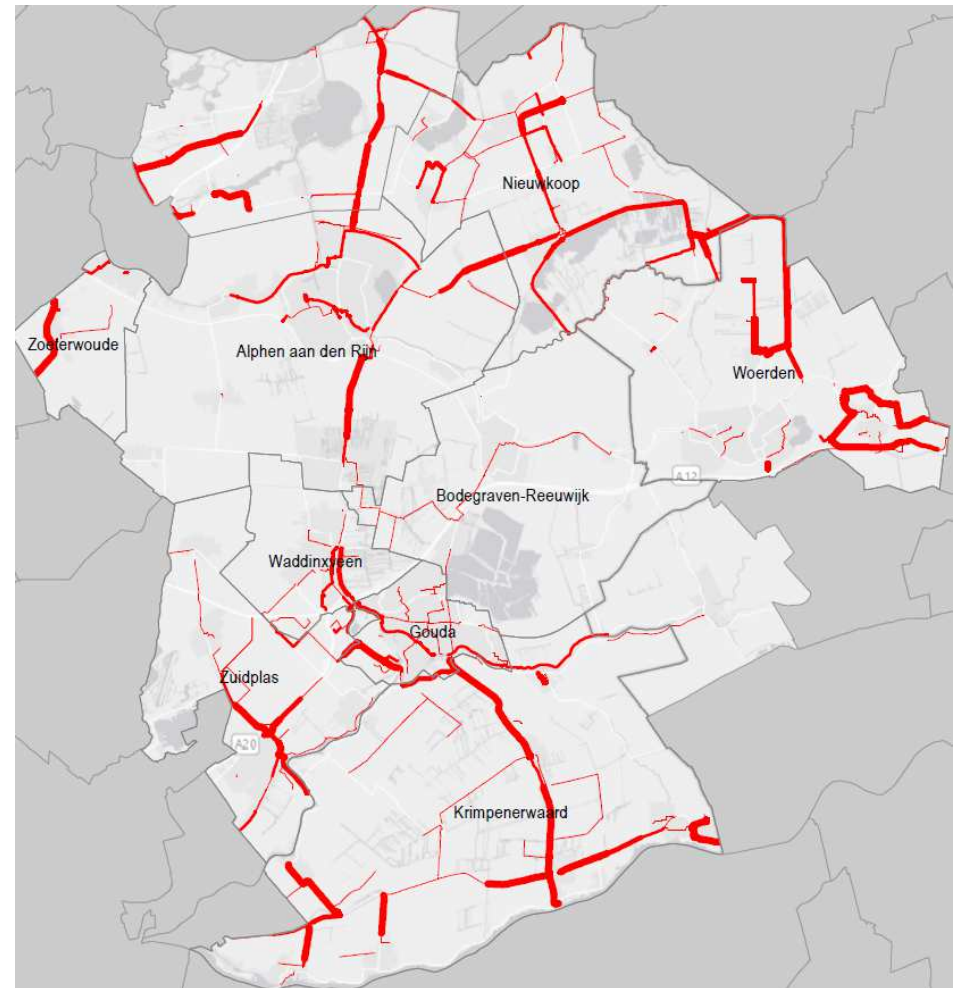 Nieuwkoop
Zoeterwoude
Alphen aan den Rijn
Woerden
A12
Bodegraven-Reeuwijk
Waddinxveen
Gouda
Zuidplas
A20
Krimpenerwaard